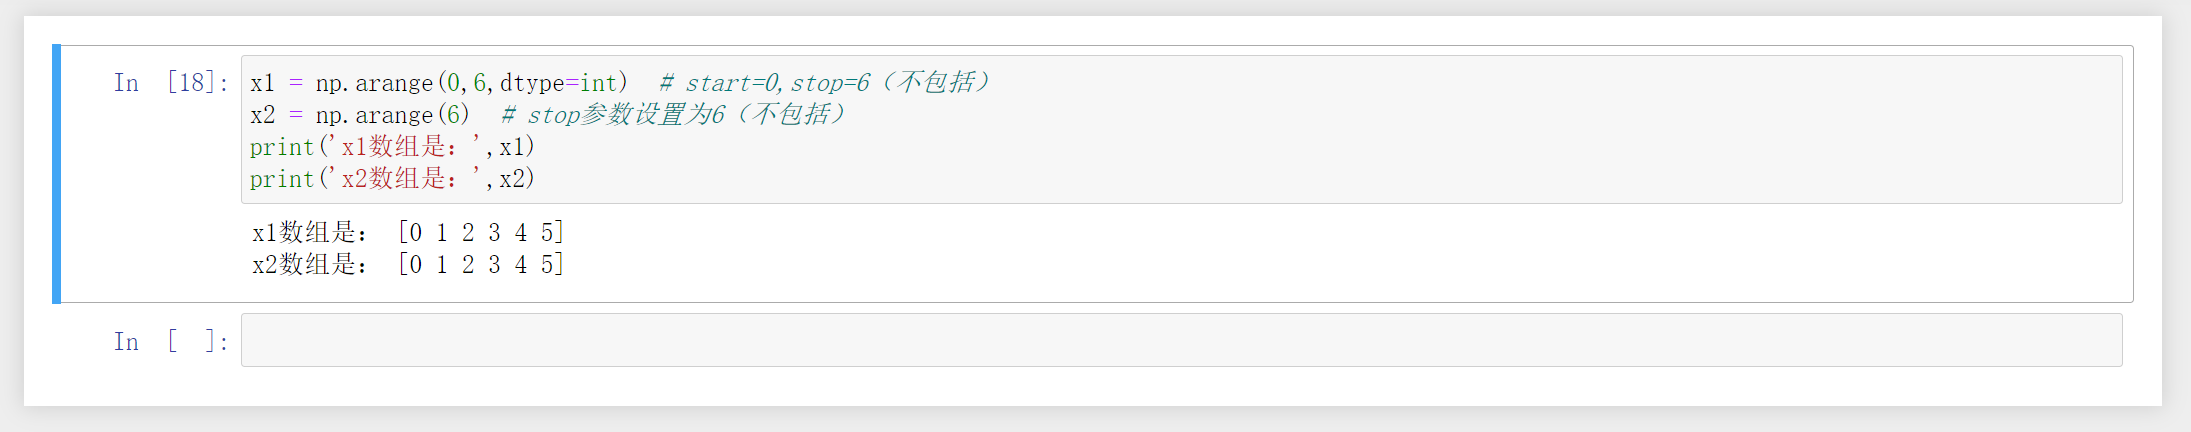 In [18]: x1 = np.arange(0,6,dtype=int)  # start=0,stop=6（不包括）
x2 = np.arange(6)  # stop参数设置为6（不包括）
print('x1数组是：',x1)
print('x2数组是：',x2)
x1数组是： [0 1 2 3 4 5]
x2数组是： [0 1 2 3 4 5]
In [ ]: